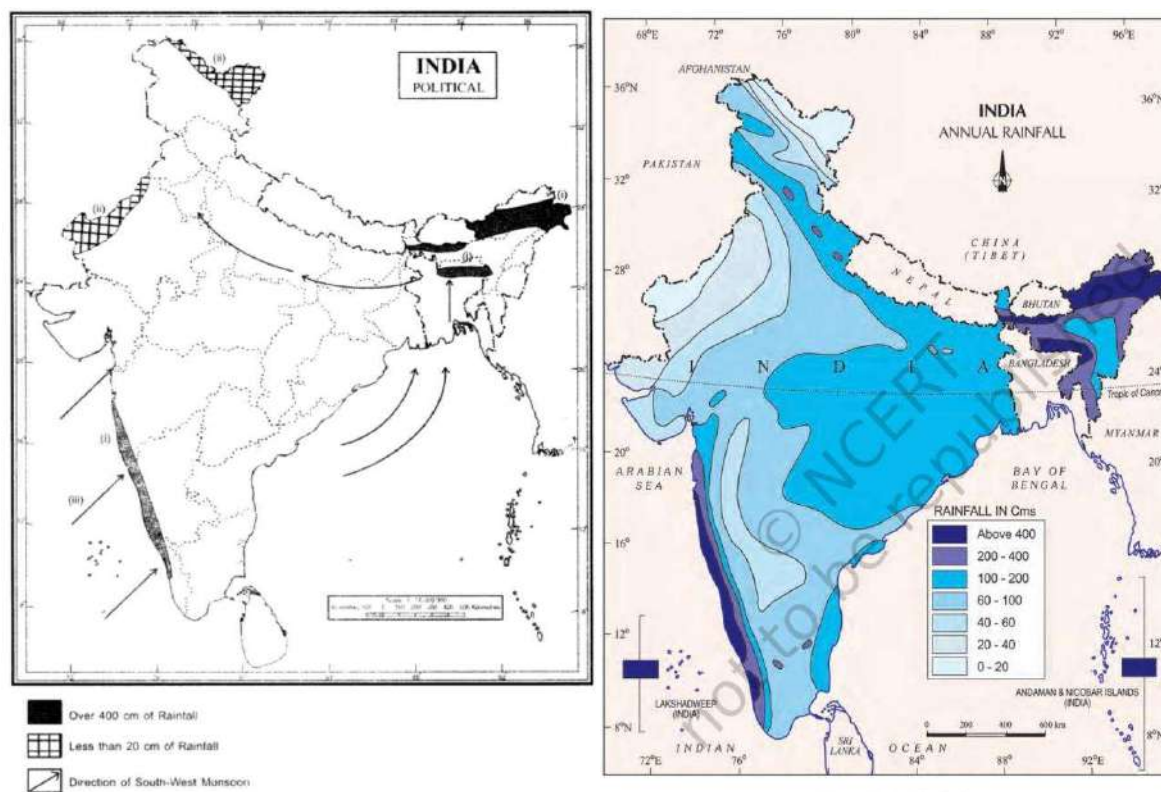 INDIA
POLITICAL
(ii)
(ii)
(i)
(i)
(i)
(iii)
Over 400 cm of Rainfall
Less than 20 cm of Rainfall
Direction of South-West Monsoon
68°E 72° 76° 80° 84° 88° 92° 96°E
AFGHANISTAN
36°N
36°N
INDIA
ANNUAL RAINFALL
N
PAKISTAN
32°
32°
CHINA
(TIBET)
28°
NEPAL
BHUTAN
I N D I A
BANGLADESH
24°
24°
Tropic of Cancer
MYANMAR
20°
20°
ARABIAN
SEA
BAY OF
BENGAL
RAINFALL IN Cms
Above 400
200 - 400
100 - 200
60 - 100
40 - 60
20 - 40
0 - 20
16°
16°
12°
12°
LAKSHADWEEP
(INDIA)
ANDAMAN & NICOBAR ISLANDS
(INDIA)
0 200 400 600 km
8°N
8°N
SRI
LANKA
INDIAN OCEAN
72°E 76° 80° 84° 88° 92°E
© NCERT
not to be republished